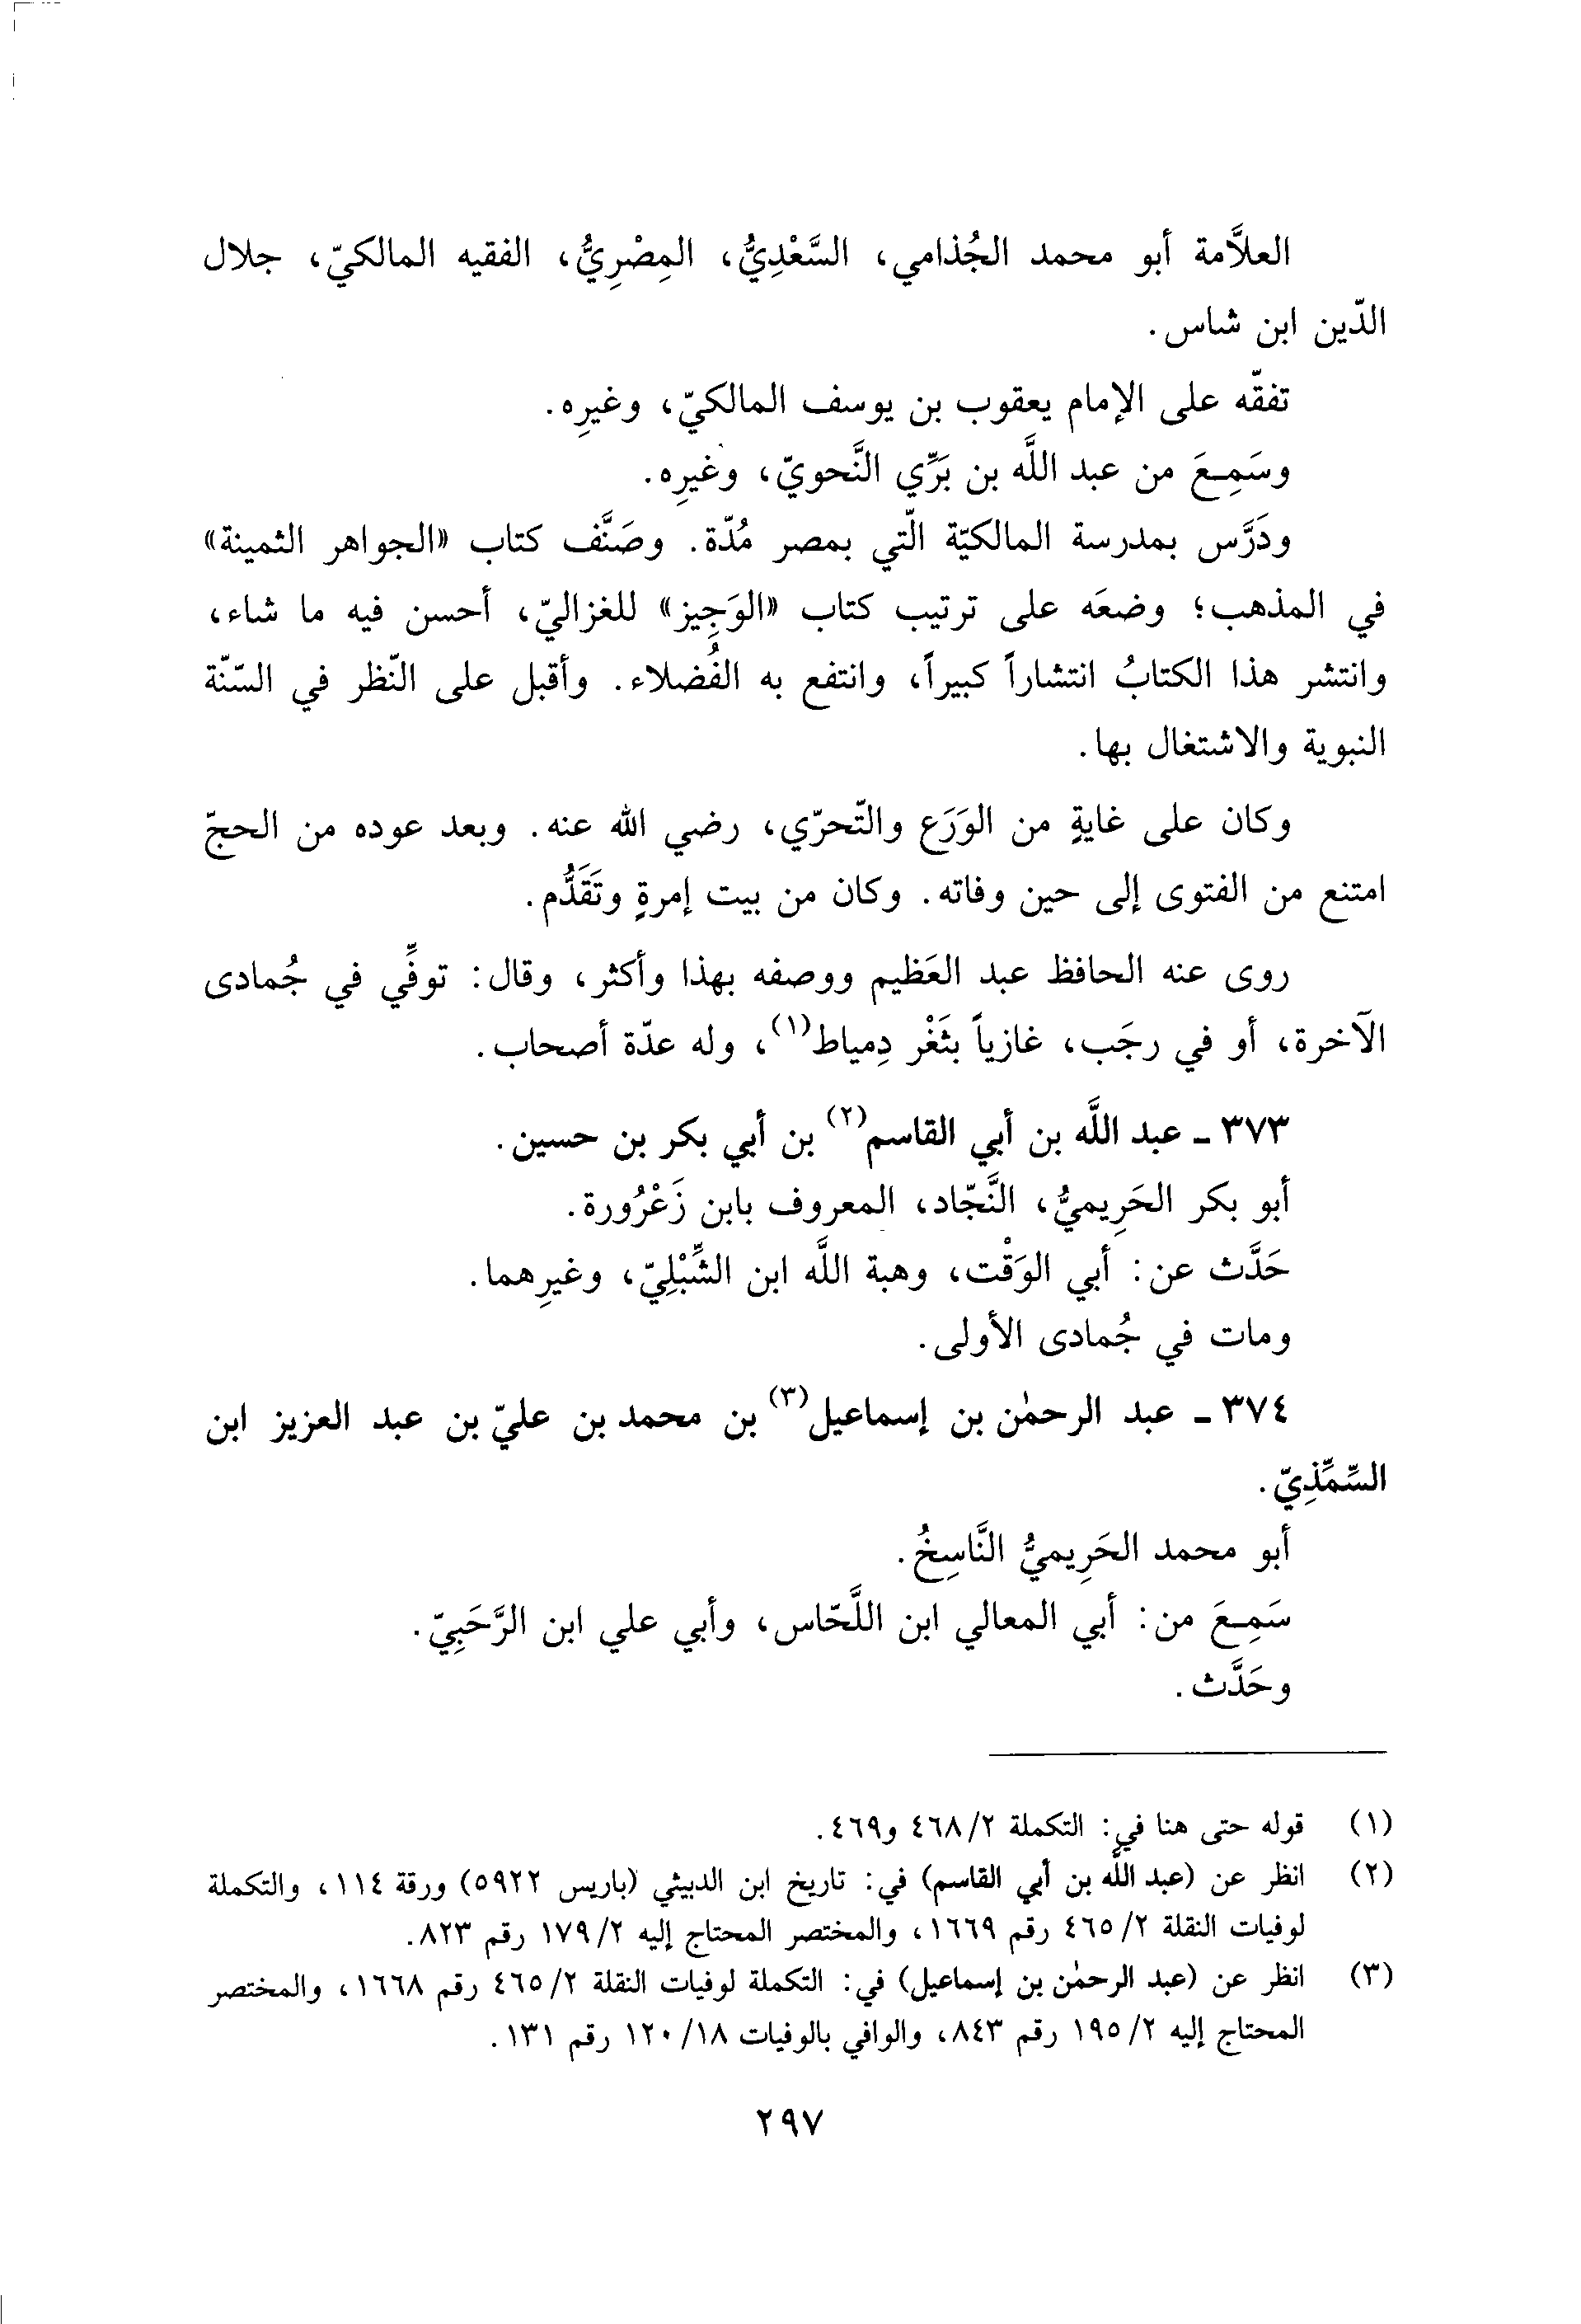 العلاَّمة أبو محمد الجُذامي، السَّعْدِيُّ، المِصْرِيُّ، الفقيه المالكيّ، جلال
الدّين ابن شاس.
تفقّه على الإمام يعقوب بن يوسف المالكيّ، وغيرِه.
وسَمِعَ من عبد اللَّه بن بَرِّي النَّحويّ، وغيرِه.
ودَرَّس بمدرسة المالكيّة الّتي بمصر مُدّة. وصَنَّف كتاب «الجواهر الثمينة»
في المذهب؛ وضعَه على ترتيب كتاب «الوَجِيز» للغزاليّ، أحسن فيه ما شاء،
وانتشر هذا الكتابُ انتشاراً كبيراً، وانتفع به الفُضلاء. وأقبل على النّظر في السّنّة
النبوية والاشتغال بها.
وكان على غايةٍ من الوَرَع والتّحرّي، رضي الله عنه. وبعد عوده من الحجّ
امتنع من الفتوى إلى حين وفاته. وكان من بيت إمرةٍ وتَقَدُّم.
روى عنه الحافظ عبد العَظيم ووصفه بهذا وأكثر، وقال: توفِّي في جُمادى
الآخرة، أو في رجَب، غازياً بثَغْر دِمياط(١)، وله عدّة أصحاب.
٣٧٣ ـ عبد اللَّه بن أبي القاسم(٢) بن أبي بكر بن حسين.
أبو بكر الحَرِيميُّ، النَّجّاد، المعروف بابن زَعْرُورة.
حَدَّث عن: أبي الوَقْت، وهبة اللَّه ابن الشِّبْلِيّ، وغيرِهما.
ومات في جُمادى الأولى.
٣٧٤ ـ عبد الرحمٰن بن إسماعيل(٣) بن محمد بن عليّ بن عبد العزيز ابن
السِّمِّذِيّ.
أبو محمد الحَرِيميُّ النَّاسِخُ.
سَمِعَ من: أبي المعالي ابن اللَّحّاس، وأبي علي ابن الرَّحَبِيّ.
وحَدَّث.
(١) قوله حتى هنا في: التكملة ٢/‏٤٦٨ و٤٦٩.
(٢) انظر عن (عبد اللَّه بن أبي القاسم) في: تاريخ ابن الدبيثي (باريس ٥٩٢٢) ورقة ١١٤، والتكملة
لوفيات النقلة ٢/‏٤٦٥ رقم ١٦٦٩، والمختصر المحتاج إليه ٢/‏١٧٩ رقم ٨٢٣.
(٣) انظر عن (عبد الرحمٰن بن إسماعيل) في: التكملة لوفيات النقلة ٢/‏٤٦٥ رقم ١٦٦٨، والمختصر
المحتاج إليه ٢/‏١٩٥ رقم ٨٤٣، والوافي بالوفيات ١٨/‏١٢٠ رقم ١٣١.
٢٩٧